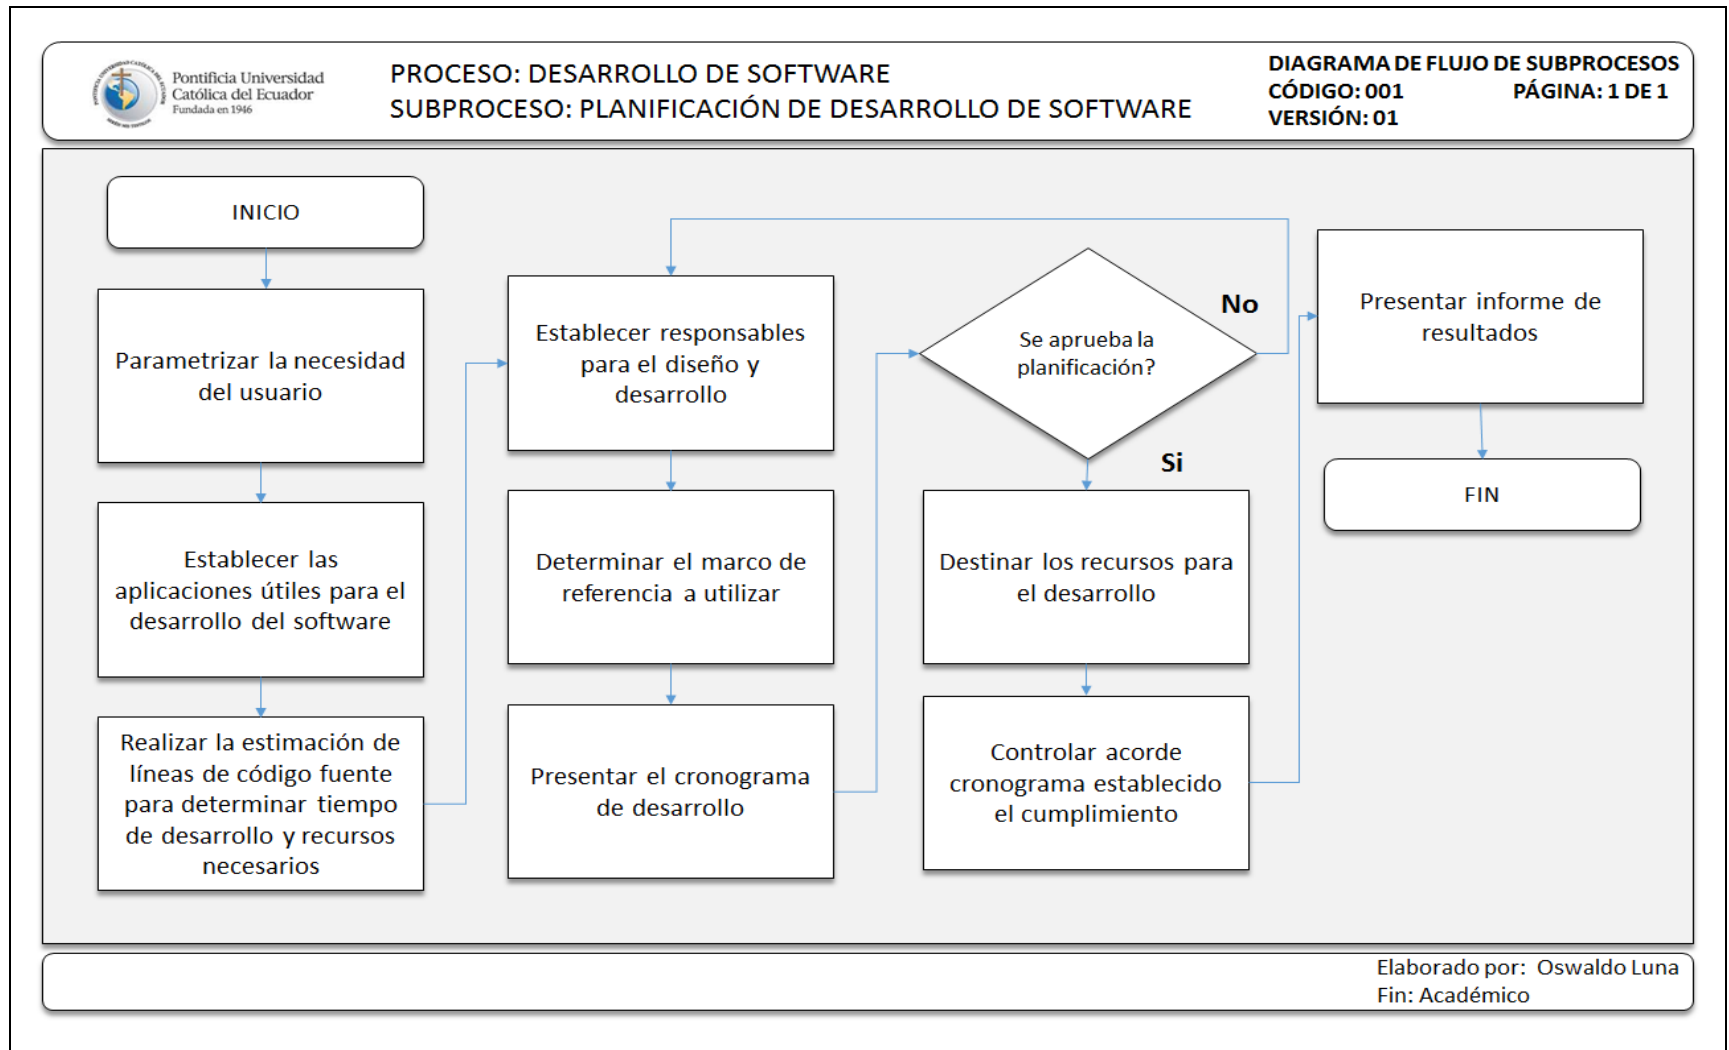 Pontificia Universidad
Católica del Ecuador
Fundada en 1946
PROCESO: DESARROLLO DE SOFTWARE
SUBPROCESO: PLANIFICACIÓN DE DESARROLLO DE SOFTWARE
DIAGRAMA DE FLUJO DE SUBPROCESOS
CÓDIGO: 001 PÁGINA: 1 DE 1
VERSIÓN: 01
INICIO
Parametrizar la necesidad
del usuario
Establecer las
aplicaciones útiles para el
desarrollo del software
Realizar la estimación de
líneas de código fuente
para determinar tiempo
de desarrollo y recursos
necesarios
Establecer responsables
para el diseño y
desarrollo
Determinar el marco de
referencia a utilizar
Presentar el cronograma
de desarrollo
Se aprueba la
planificación?
No
Si
Destinar los recursos para
el desarrollo
Controlar acorde
cronograma establecido
el cumplimiento
Presentar informe de
resultados
FIN
Elaborado por: Oswaldo Luna
Fin: Académico